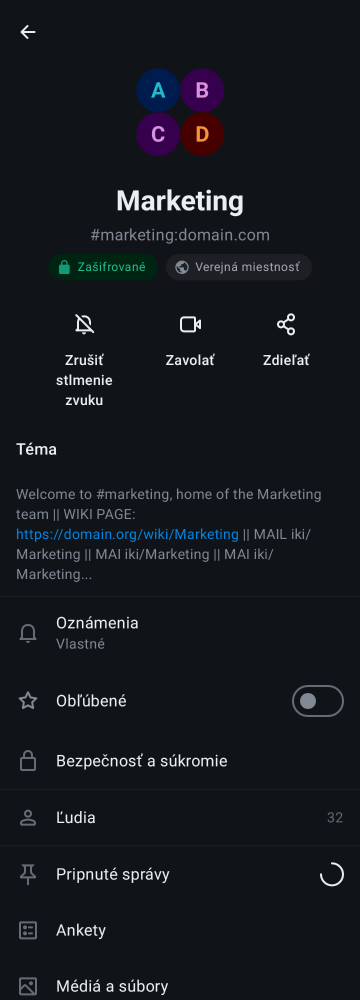 A B
C D
Marketing
#marketing:domain.com
Zašifrované Verejná miestnosť
Zrušiť
stlmenie
zvuku
Zavolať
Zdieľať
Téma
Welcome to #marketing, home of the Marketing
team || WIKI PAGE:
https://domain.org/wiki/Marketing || MAIL iki/
Marketing || MAI iki/Marketing || MAI iki/
Marketing...
Oznámenia
Vlastné
Obľúbené
Bezpečnosť a súkromie
Ľudia 32
Pripnuté správy
Ankety
Médiá a súbory